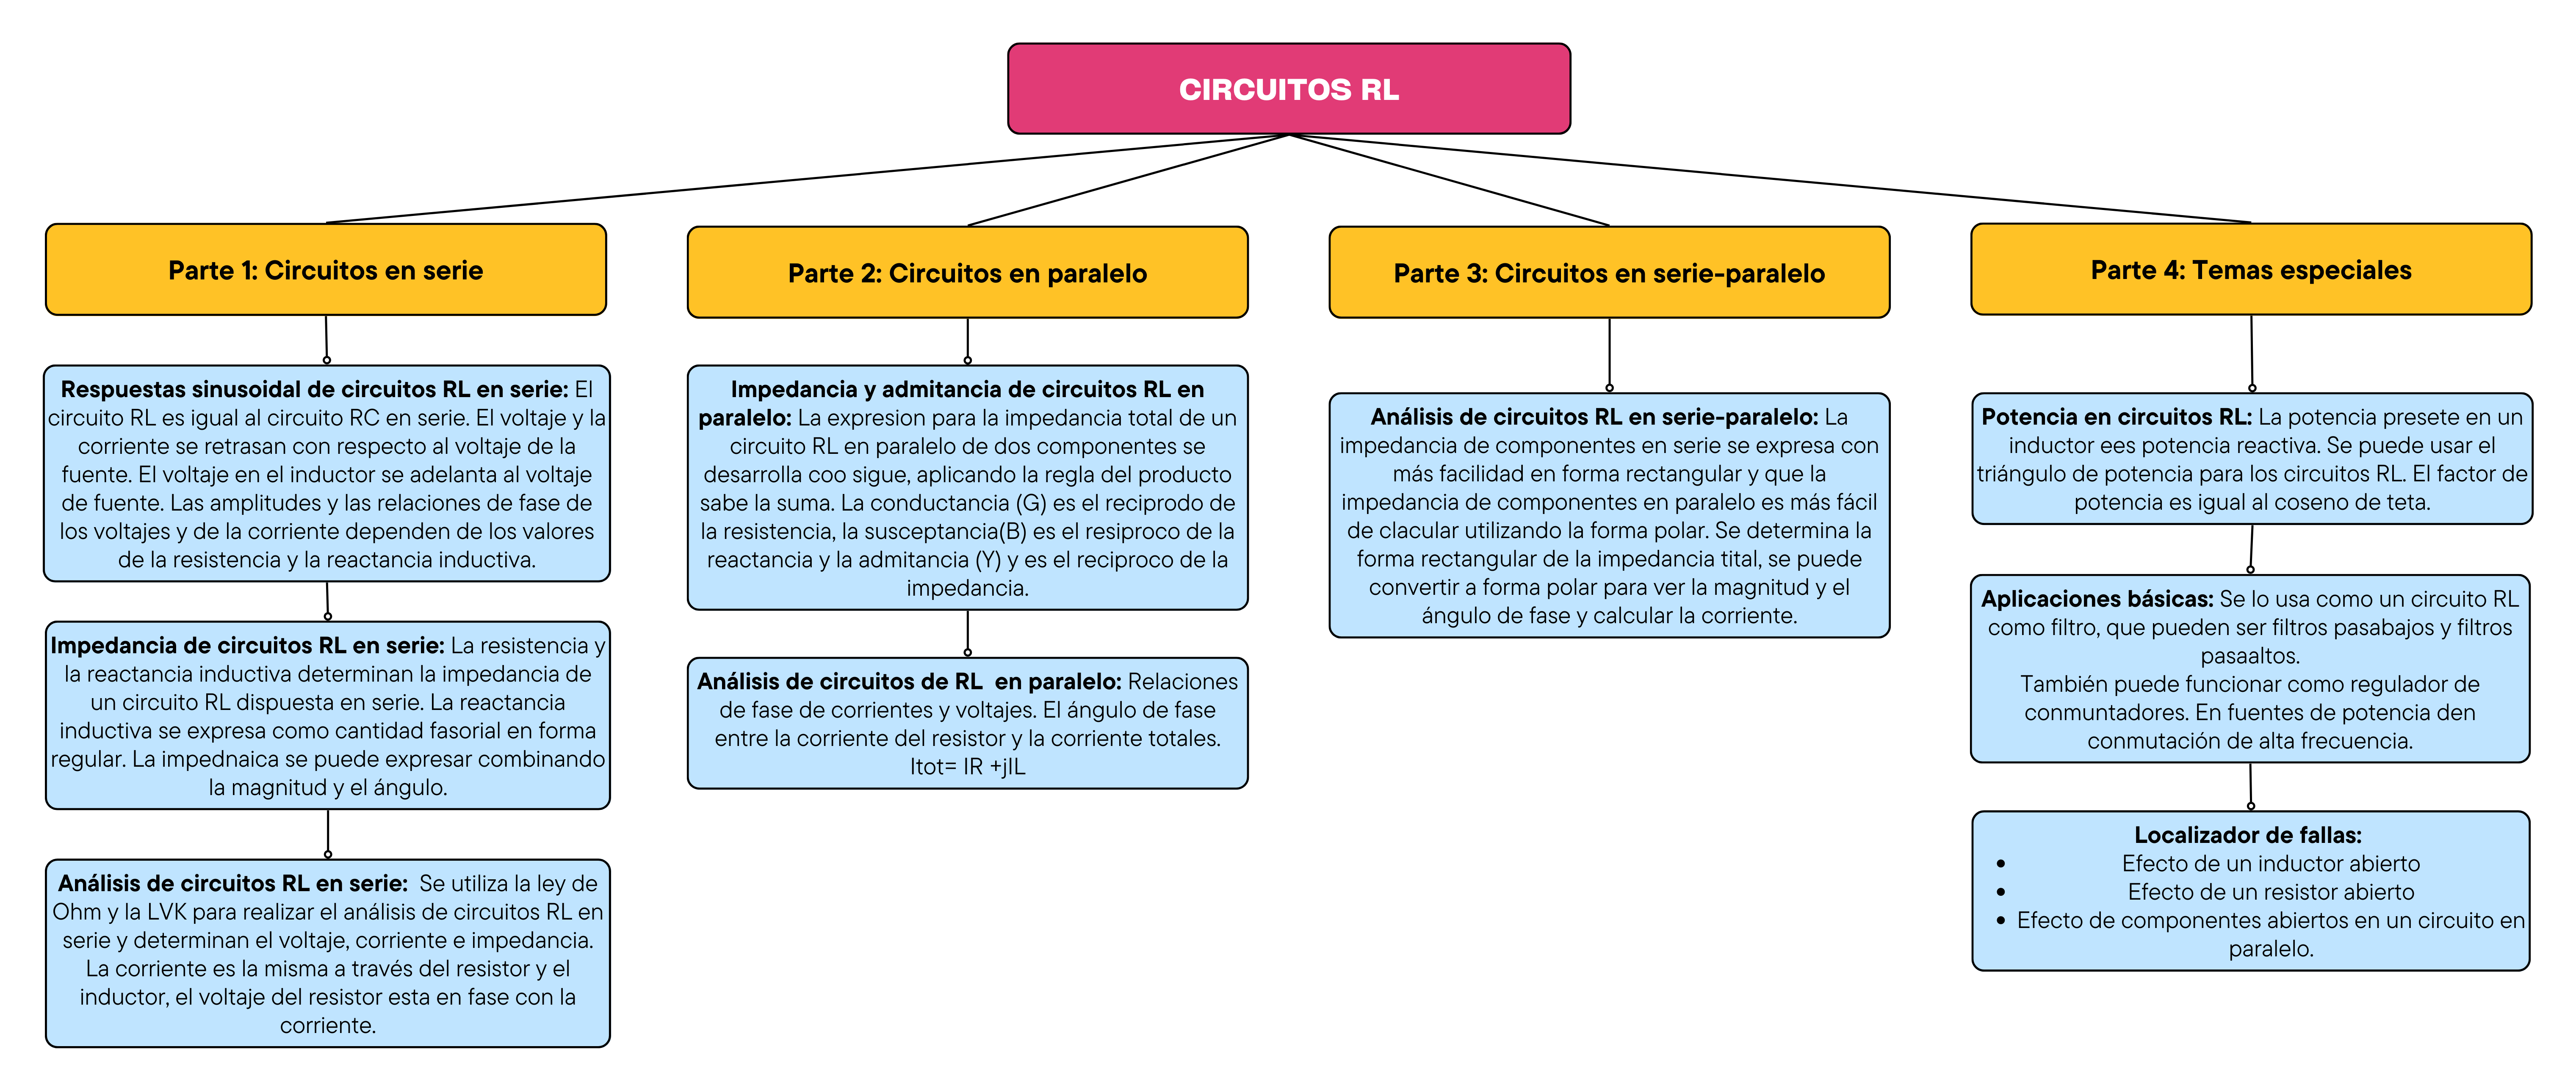 CIRCUITOS RL
Parte 1: Circuitos en serie
Respuestas sinusoidal de circuitos RL en serie: El
circuito RL es igual al circuito RC en serie. El voltaje y la
corriente se retrasan con respecto al voltaje de la
fuente. El voltaje en el inductor se adelanta al voltaje
de fuente. Las amplitudes y las relaciones de fase de
los voltajes y de la corriente dependen de los valores
de la resistencia y la reactancia inductiva.
Impedancia de circuitos RL en serie: La resistencia y
la reactancia inductiva determinan la impedancia de
un circuito RL dispuesta en serie. La reactancia
inductiva se expresa como cantidad fasorial en forma
regular. La impednaica se puede expresar combinando
la magnitud y el ángulo.
Análisis de circuitos RL en serie:  Se utiliza la ley de
Ohm y la LVK para realizar el análisis de circuitos RL en
serie y determinan el voltaje, corriente e impedancia.
La corriente es la misma a través del resistor y el
inductor, el voltaje del resistor esta en fase con la
corriente.
Parte 2: Circuitos en paralelo
Impedancia y admitancia de circuitos RL en
paralelo: La expresion para la impedancia total de un
circuito RL en paralelo de dos componentes se
desarrolla coo sigue, aplicando la regla del producto
sabe la suma. La conductancia (G) es el reciprodo de
la resistencia, la susceptancia(B) es el resiproco de la
reactancia y la admitancia (Y) y es el reciproco de la
impedancia.
Análisis de circuitos de RL  en paralelo: Relaciones
de fase de corrientes y voltajes. El ángulo de fase
entre la corriente del resistor y la corriente totales.
Itot= IR +jIL
Parte 3: Circuitos en serie-paralelo
Análisis de circuitos RL en serie-paralelo: La
impedancia de componentes en serie se expresa con
más facilidad en forma rectangular y que la
impedancia de componentes en paralelo es más fácil
de clacular utilizando la forma polar. Se determina la
forma rectangular de la impedancia tital, se puede
convertir a forma polar para ver la magnitud y el
ángulo de fase y calcular la corriente.
Parte 4: Temas especiales
Potencia en circuitos RL: La potencia presete en un
inductor ees potencia reactiva. Se puede usar el
triángulo de potencia para los circuitos RL. El factor de
potencia es igual al coseno de teta.
Aplicaciones básicas: Se lo usa como un circuito RL
como filtro, que pueden ser filtros pasabajos y filtros
pasaaltos.
También puede funcionar como regulador de
conmuntadores. En fuentes de potencia den
conmutación de alta frecuencia.
Localizador de fallas:
• Efecto de un inductor abierto
• Efecto de un resistor abierto
• Efecto de componentes abiertos en un circuito en
paralelo.